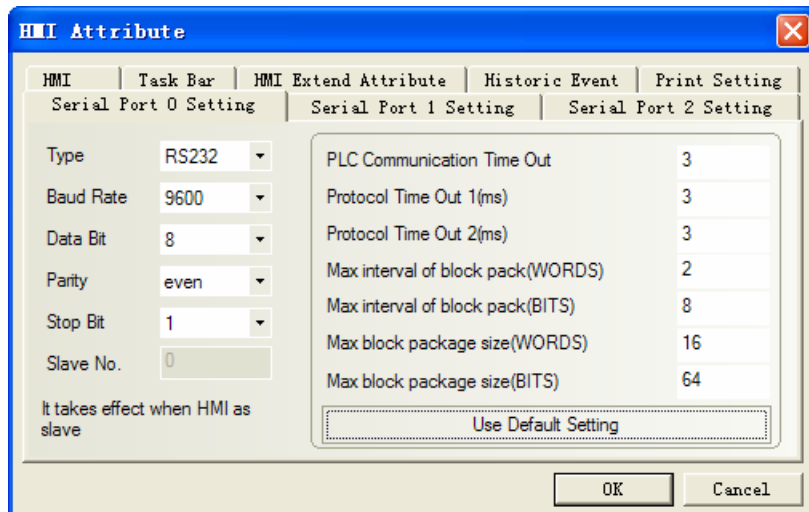 HMI Attribute
HMI Task Bar HMI Extend Attribute Historic Event Print Setting
Serial Port 0 Setting Serial Port 1 Setting Serial Port 2 Setting
Type RS232
Baud Rate 9600
Data Bit 8
Parity even
Stop Bit 1
Slave No. 0
It takes effect when HMI as
slave
PLC Communication Time Out 3
Protocol Time Out 1(ms) 3
Protocol Time Out 2(ms) 3
Max interval of block pack(WORDS) 2
Max interval of block pack(BITS) 8
Max block package size(WORDS) 16
Max block package size(BITS) 64
Use Default Setting
OK Cancel